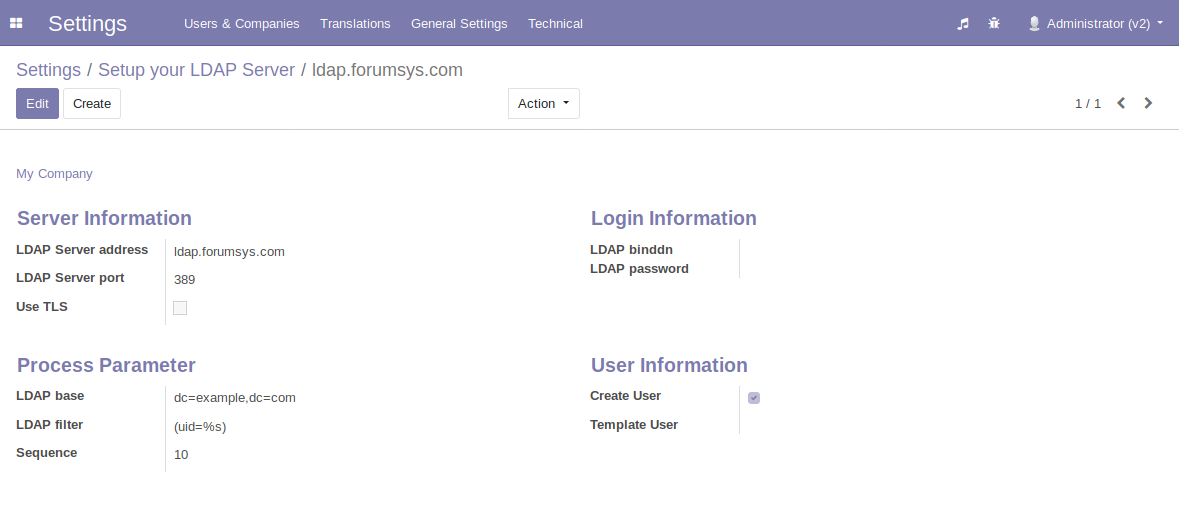 Settings Users & Companies Translations General Settings Technical Administrator (v2)
Settings / Setup your LDAP Server / ldap.forumsys.com
Edit Create Action 1 / 1
My Company
Server Information
LDAP Server address ldap.forumsys.com
LDAP Server port 389
Use TLS
Login Information
LDAP binddn
LDAP password
Process Parameter
LDAP base dc=example,dc=com
LDAP filter (uid=%s)
Sequence 10
User Information
Create User
Template User